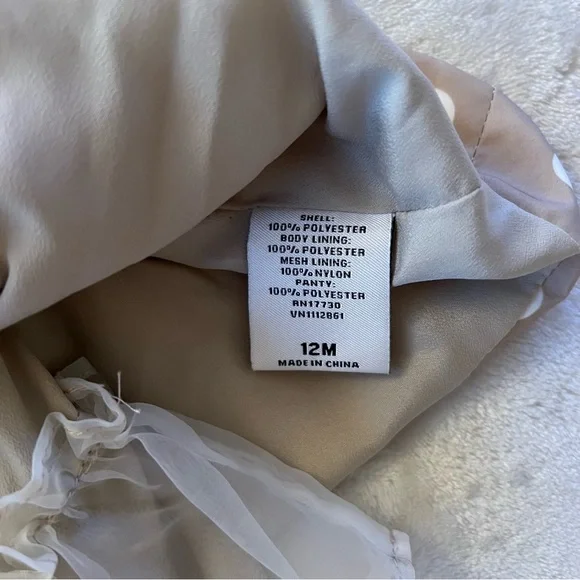 SHELL:
100% POLYESTER
BODY LINING:
100% POLYESTER
MESH LINING:
100% NYLON
PANTY:
100% POLYESTER
RN17730
VN1112861
12M
MADE IN CHINA